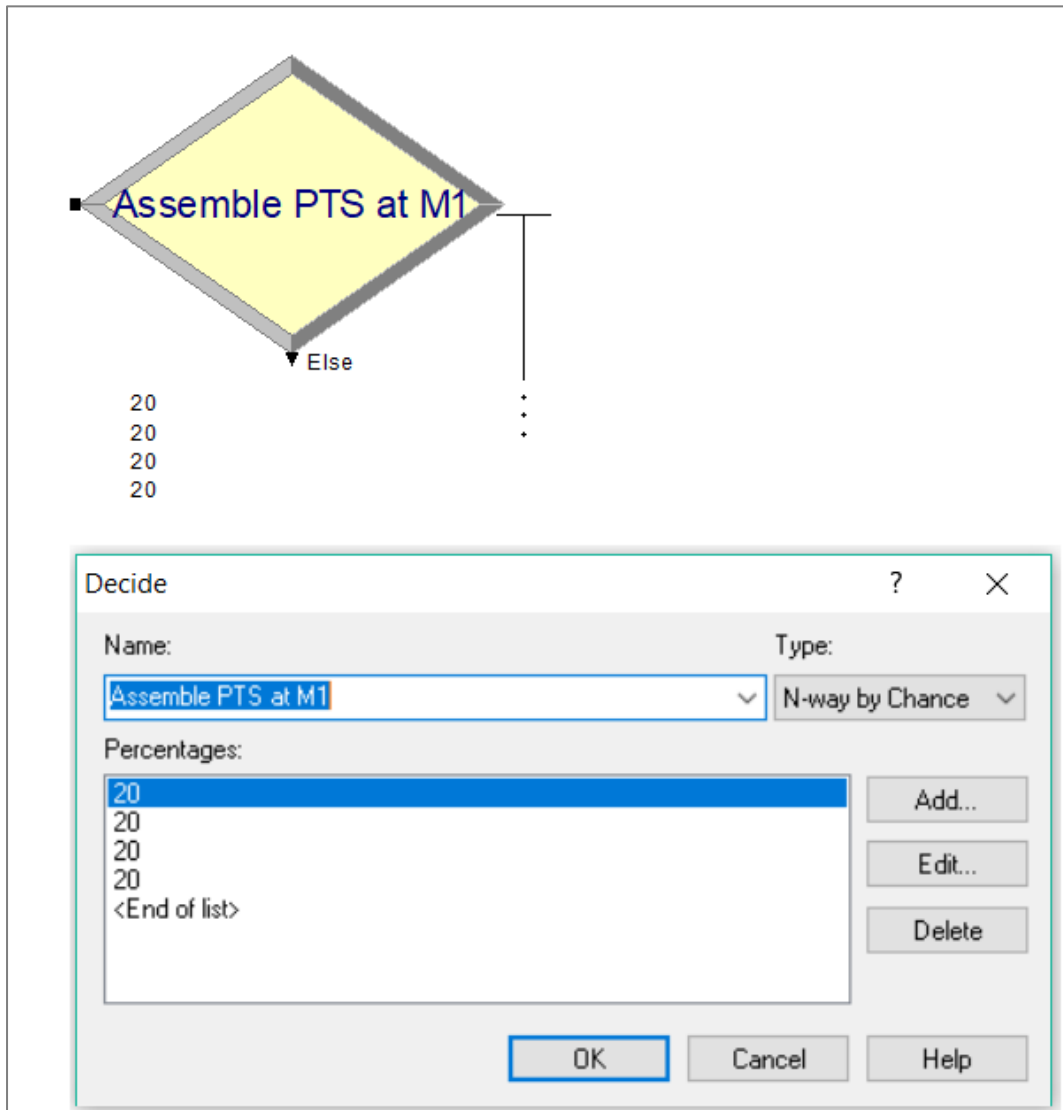 Assemble PTS at M1
Else
20
20
20
20
Decide ?
Name: Type:
Assemble PTS at M1 N-way by Chance
Percentages:
20
20
20
20
<End of list>
Add...
Edit...
Delete
OK Cancel Help